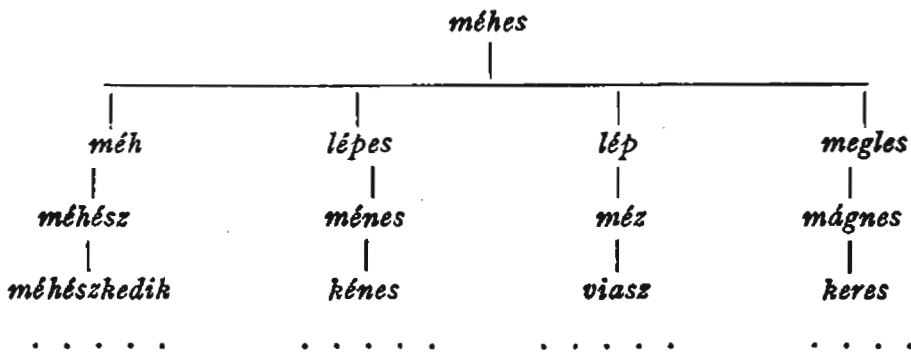 méhes
méh lépes lép megles
méhész ménes méz mágnes
méhészkedik kénes viasz keres
. . . . . . . . . . . . . . . . . . .